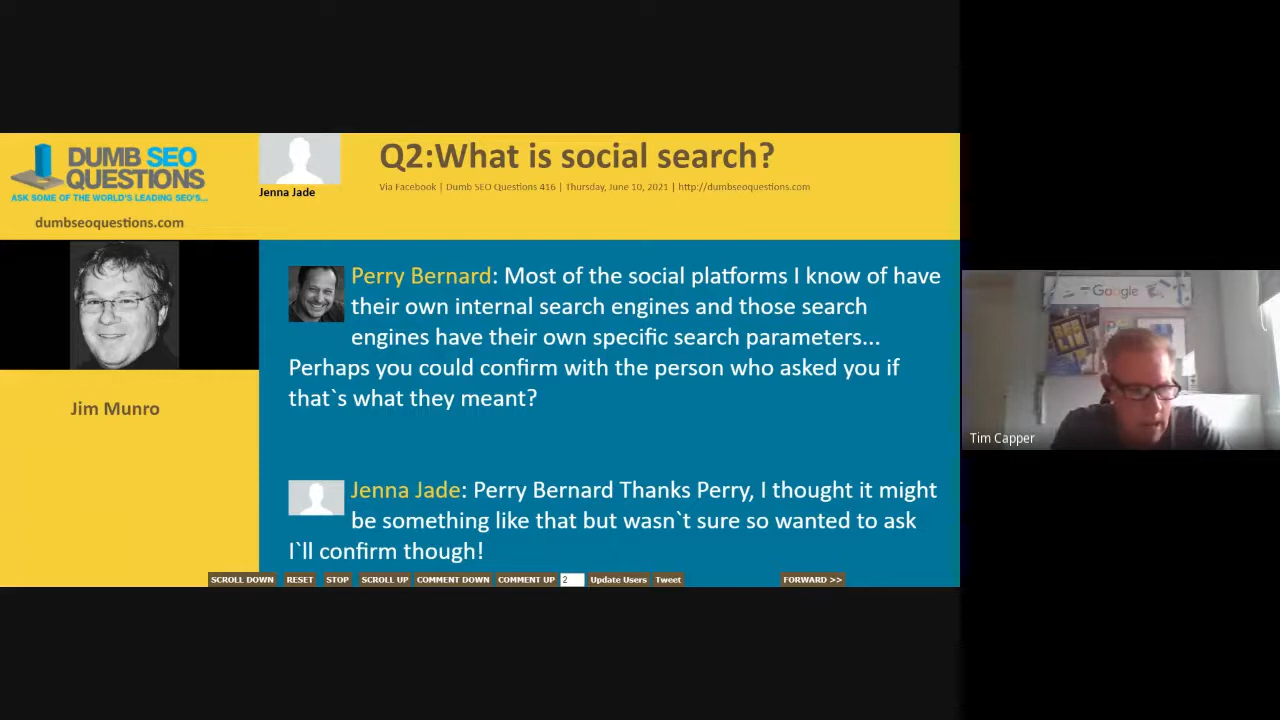 DUMB SEO
QUESTIONS
ASK SOME OF THE WORLD'S LEADING SEO'S...
dumbseoquestions.com
Jenna Jade
Q2:What is social search?
Via Facebook | Dumb SEO Questions 416 | Thursday, June 10, 2021 | http://dumbseoquestions.com
Jim Munro
Perry Bernard: Most of the social platforms I know of have
their own internal search engines and those search
engines have their own specific search parameters...
Perhaps you could confirm with the person who asked you if
that`s what they meant?
Jenna Jade: Perry Bernard Thanks Perry, I thought it might
be something like that but wasn`t sure so wanted to ask
I`ll confirm though!
SCROLL DOWN RESET STOP SCROLL UP COMMENT DOWN COMMENT UP 2 Update Users Tweet FORWARD >>
Google
Tim Capper